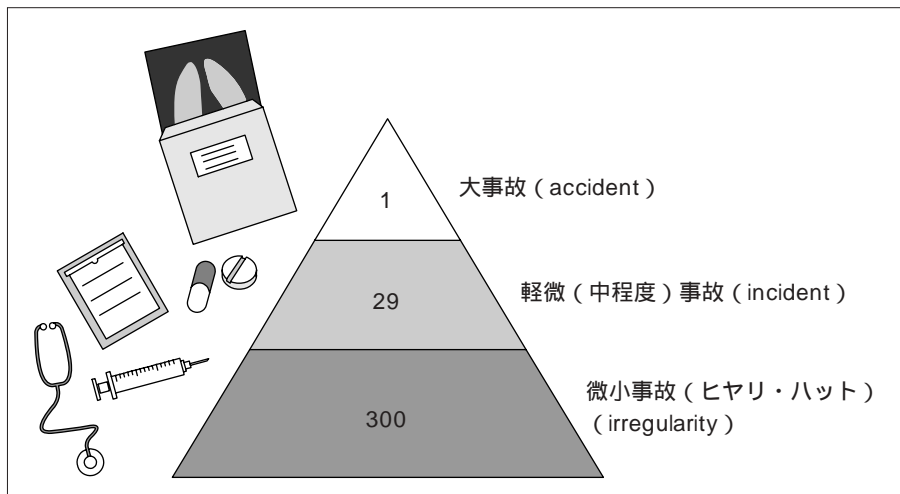 1
大事故（accident）
29
軽微（中程度）事故（incident）
300
微小事故（ヒヤリ・ハット）
（irregularity）